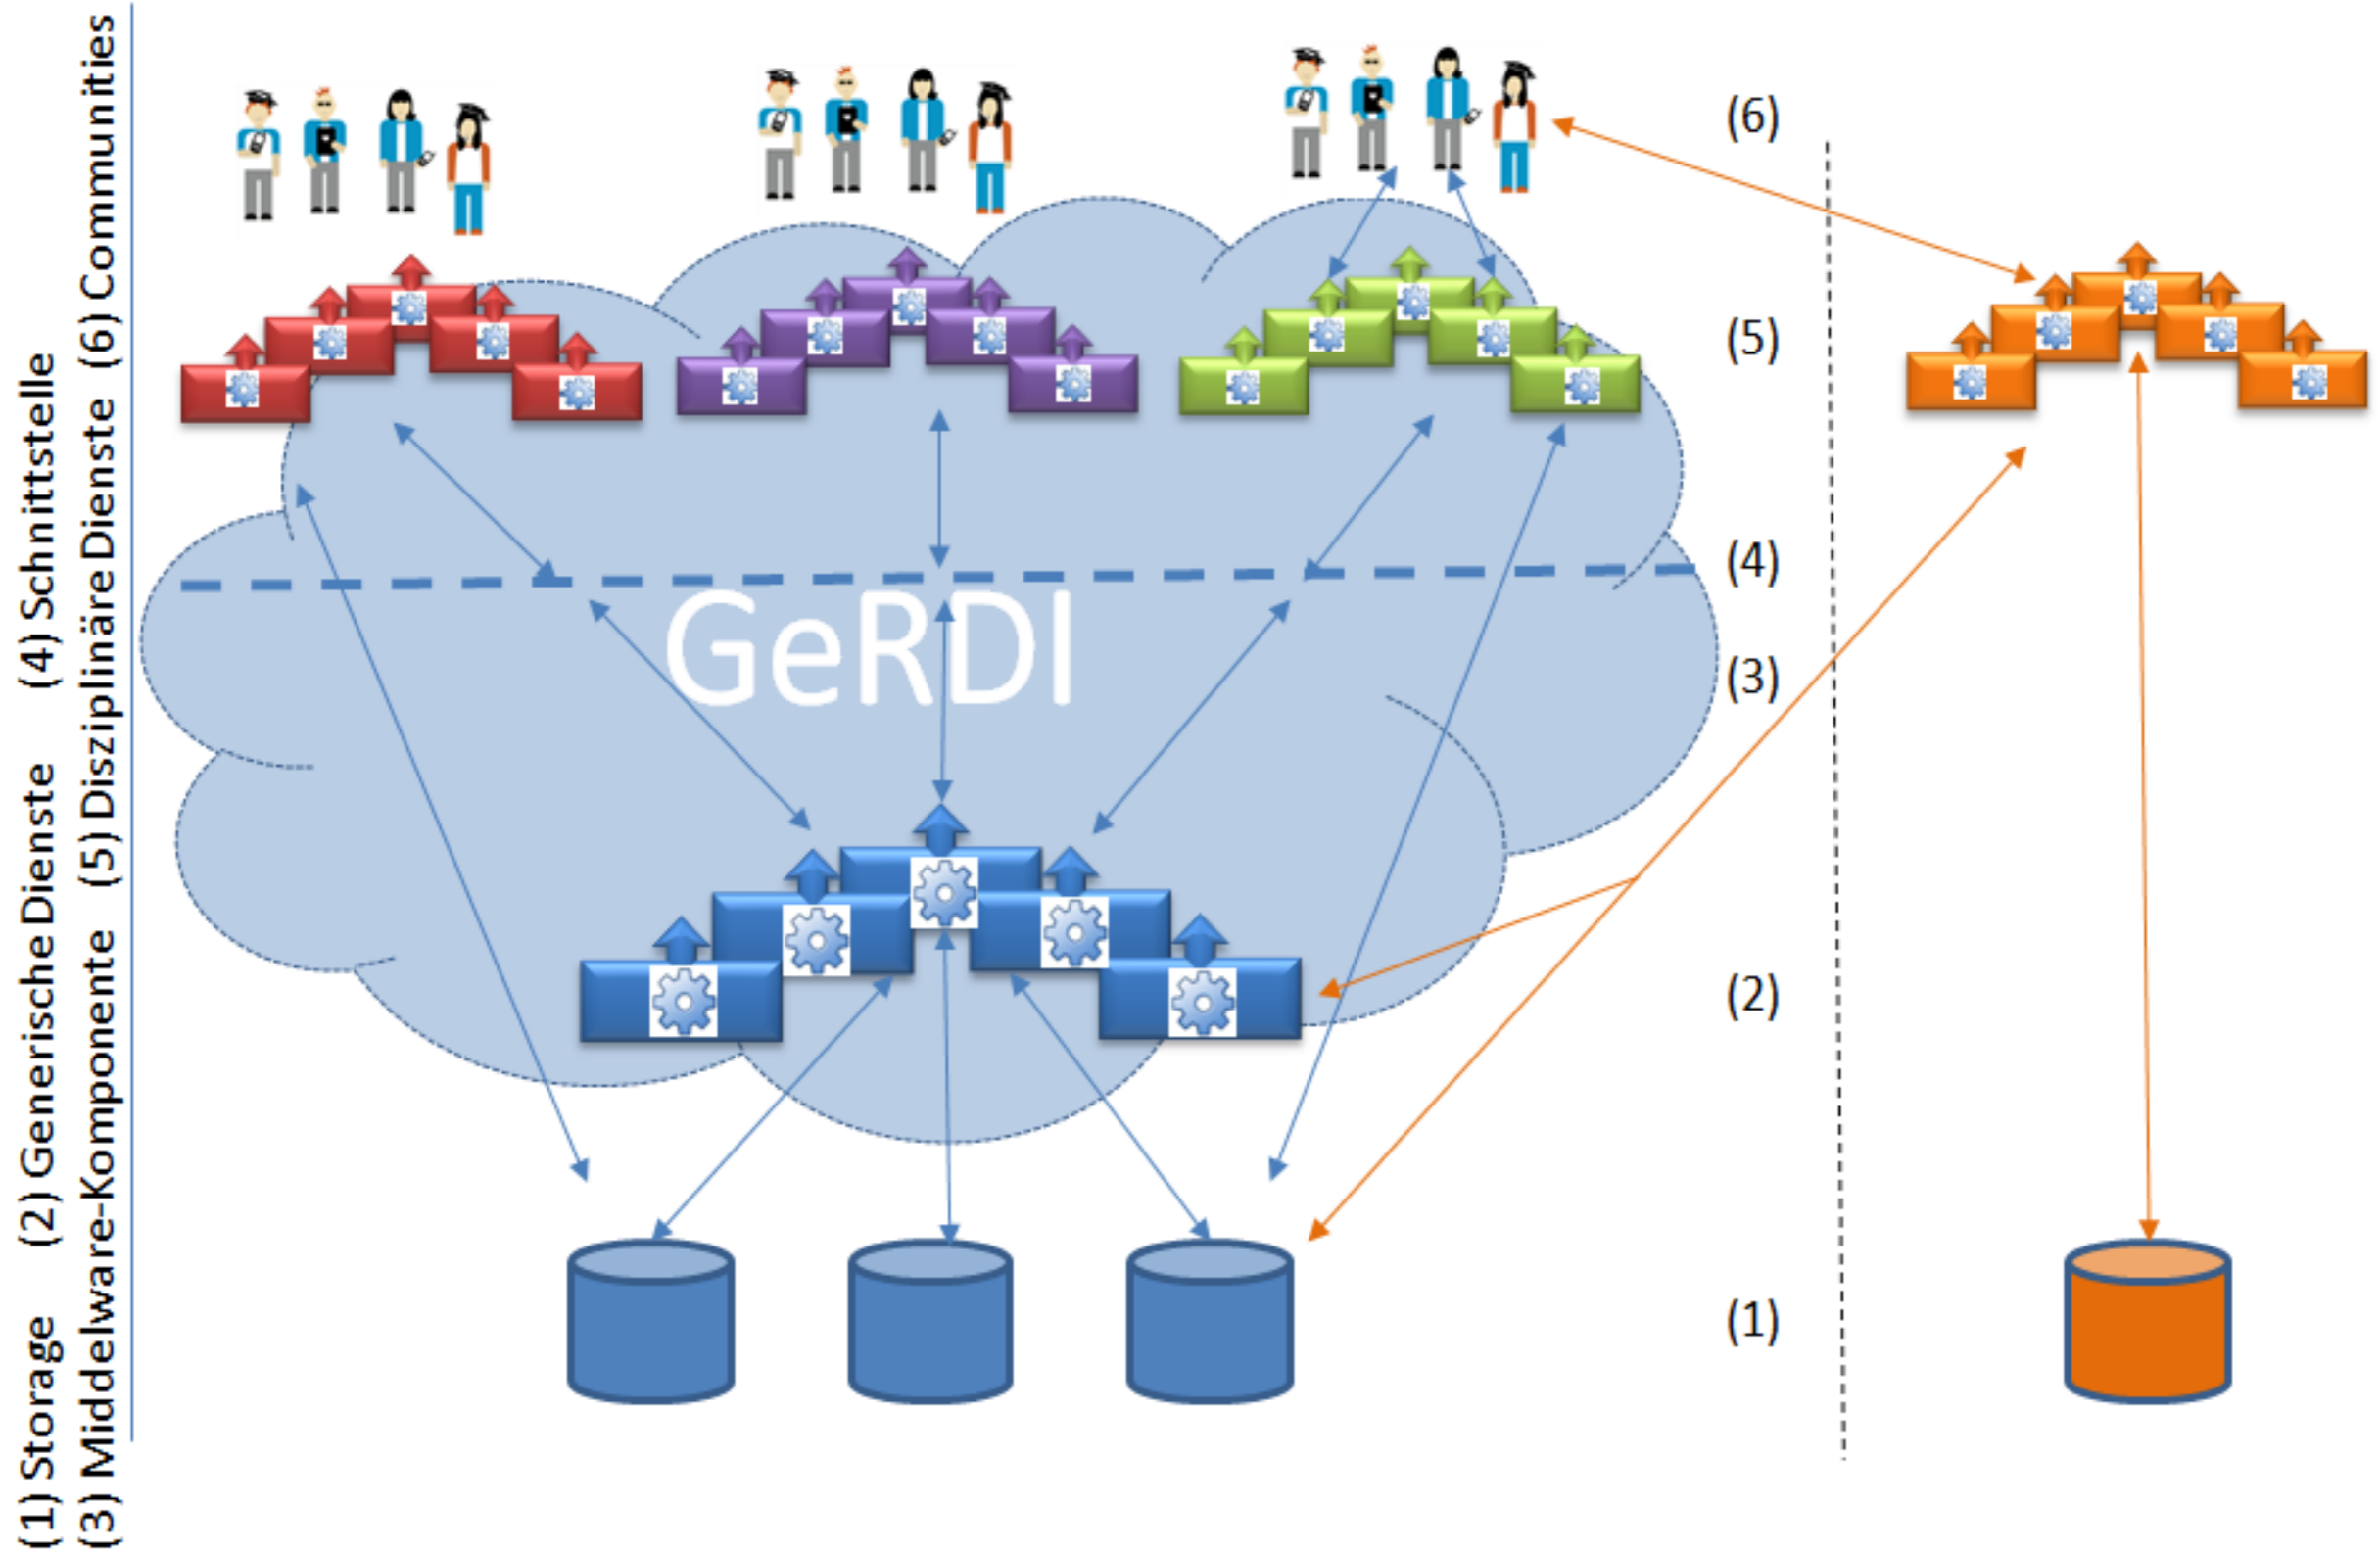 (1) Storage (2) Generische Dienste (4) Schnittstelle
(3) Middelware-Komponente (5) Disziplinäre Dienste (6) Communities
(6)
(5)
(4)
GeRDI
(3)
(2)
(1)